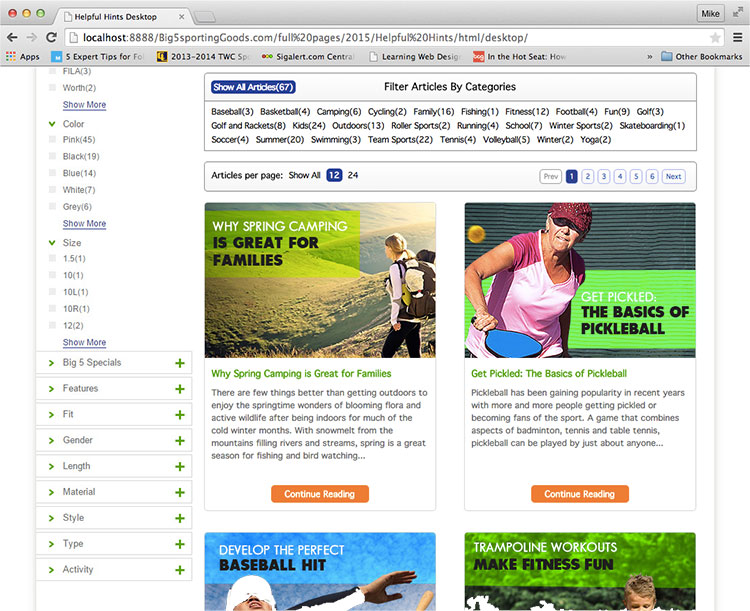 Helpful Hints Desktop
Mike
localhost:8888/Big5sportingGoods.com/full%20pages/2015/Helpful%20Hints/html/desktop/
Apps 5 Expert Tips for Fol 2013-2014 TWC Spo Sigalert.com Central Learning Web Design In the Hot Seat: How » Other Bookmarks
FILA(3)
Worth(2)
Show More
Color
Pink(45)
Black(19)
Blue(14)
White(7)
Grey(6)
Show More
Size
1.5(1)
10(1)
10L(1)
10R(1)
12(2)
Show More
Big 5 Specials
Features
Fit
Gender
Length
Material
Style
Type
Activity
Show All Articles(67)
Filter Articles By Categories
Baseball(3) Basketball(4) Camping(6) Cycling(2) Family(16) Fishing(1) Fitness(12) Football(4) Fun(9) Golf(3)
Golf and Rackets(8) Kids(24) Outdoors(13) Roller Sports(2) Running(4) School(7) Winter Sports(2) Skateboarding(1)
Soccer(4) Summer(20) Swimming(3) Team Sports(22) Tennis(4) Volleyball(5) Winter(2) Yoga(2)
Articles per page: Show All 12 24
Prev 1 2 3 4 5 6 Next
WHY SPRING CAMPING
IS GREAT FOR
FAMILIES
Why Spring Camping is Great for Families
There are few things better than getting outdoors to
enjoy the springtime wonders of blooming flora and
active wildlife after being indoors for much of the
cold winter months. With snowmelt from the
mountains filling rivers and streams, spring is a great
season for fishing and bird watching...
Continue Reading
GET PICKLED:
THE BASICS OF
PICKLEBALL
Get Pickled: The Basics of Pickleball
Pickleball has been gaining popularity in recent years
with more and more people getting pickled or
becoming fans of the sport. A game that combines
aspects of badminton, tennis and table tennis,
pickleball can be played by just about anyone...
Continue Reading
DEVELOP THE PERFECT
BASEBALL HIT
TRAMPOLINE WORKOUTS
MAKE FITNESS FUN